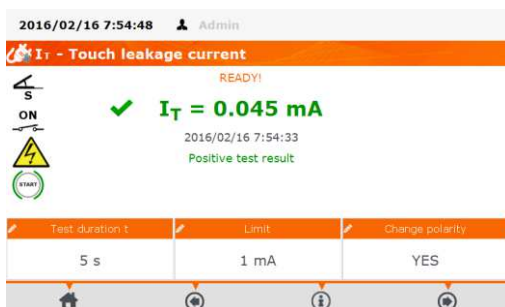 2016/02/16 7:54:48 Admin
IT - Touch leakage current
READY!
S
ON
IT = 0.045 mA
2016/02/16 7:54:33
Positive test result
START
Test duration t Limit Change polarity
5 s 1 mA YES